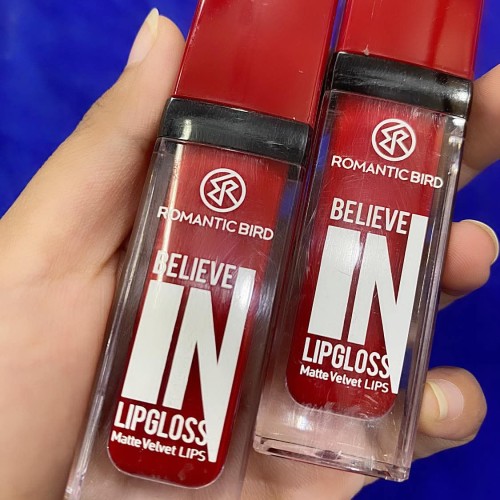 ROMANTIC BIRD
BELIEVE
IN
LIPGLOSS
Matte Velvet LIPS
ROMANTIC BIRD
BELIEVE
IN
LIPGLOSS
Matte Velvet LIPS